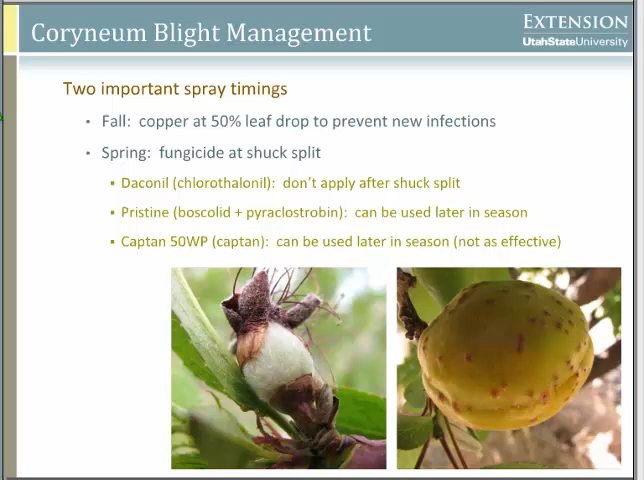 Coryneum Blight Management
EXTENSION
UtahStateUniversity
Two important spray timings
• Fall: copper at 50% leaf drop to prevent new infections
• Spring: fungicide at shuck split
▪ Daconil (chlorothalonil): don't apply after shuck split
▪ Pristine (boscolid + pyraclostrobin): can be used later in season
▪ Captan 50WP (captan): can be used later in season (not as effective)